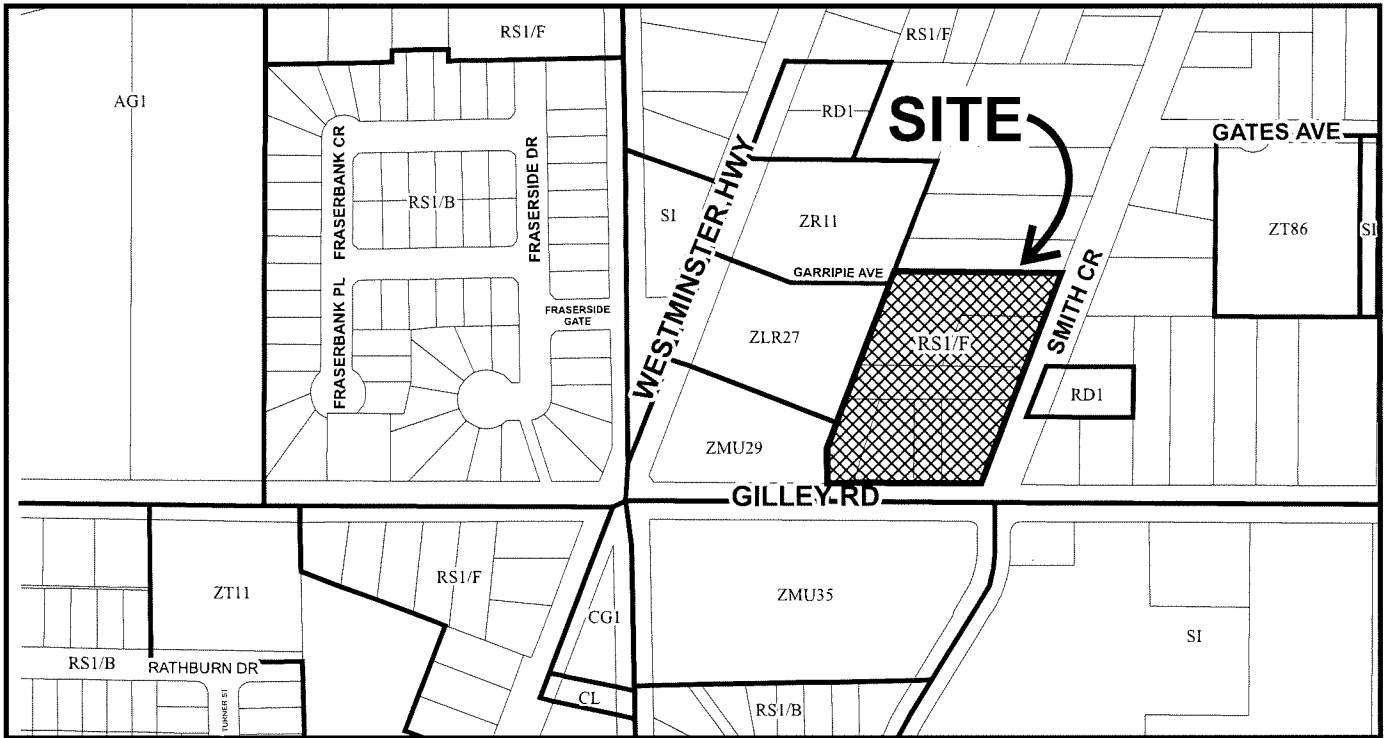 RS1/F
RS1/F
AG1
RD1
SITE
GATES AVE
FRASERBANK CR
FRASERSIDE DR
WESTMINSTER HWY
RS1/B
SI
ZR11
ZT86
SI
GARRIPIE AVE
SMITH CR
FRASERBANK PL
FRASERSIDE
GATE
ZLR27
RS1/F
RD1
ZMU29
GILLEY RD
ZT11
RS1/F
CG1
ZMU35
SI
RS1/B
RATHBURN DR
TURNER ST
CL
RS1/B